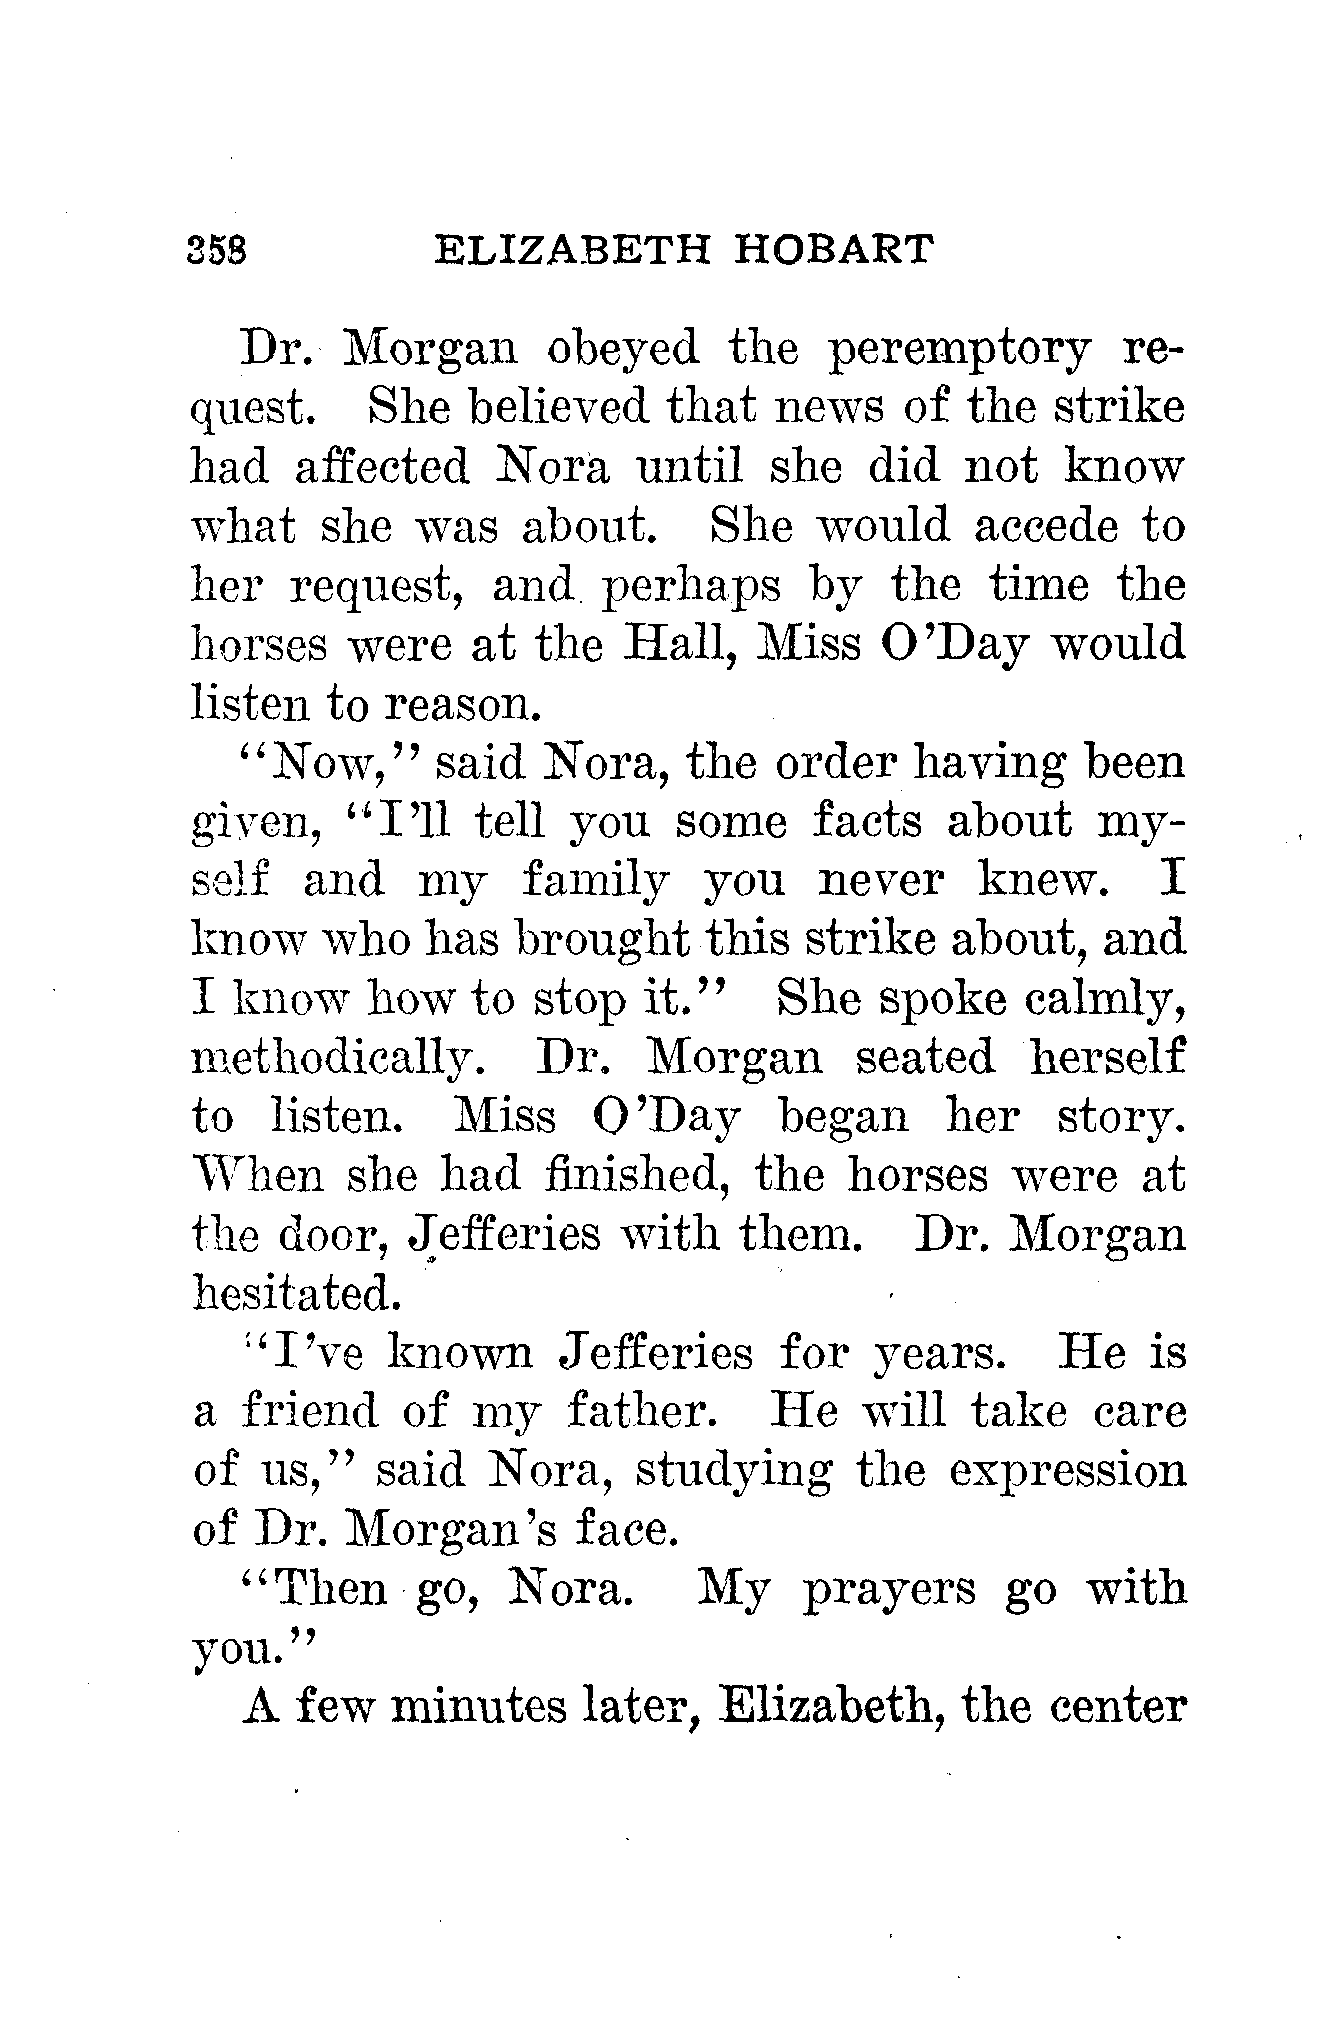 358 ELIZABETH HOBART
Dr. Morgan obeyed the peremptory re-
quest. She believed that news of the strike
had affected Nora until she did not know
what she was about. She would accede to
her request, and perhaps by the time the
horses were at the Hall, Miss O'Day would
listen to reason.
"Now," said Nora, the order having been
given, "I'll tell you some facts about my-
self and my family you never knew. I
know who has brought this strike about, and
I know how to stop it." She spoke calmly,
methodically. Dr. Morgan seated herself
to listen. Miss O'Day began her story.
When she had finished, the horses were at
the door, Jefferies with them. Dr. Morgan
hesitated.
"I've known Jefferies for years. He is
a friend of my father. He will take care
of us," said Nora, studying the expression
of Dr. Morgan's face.
"Then go, Nora. My prayers go with
you."
A few minutes later, Elizabeth, the center